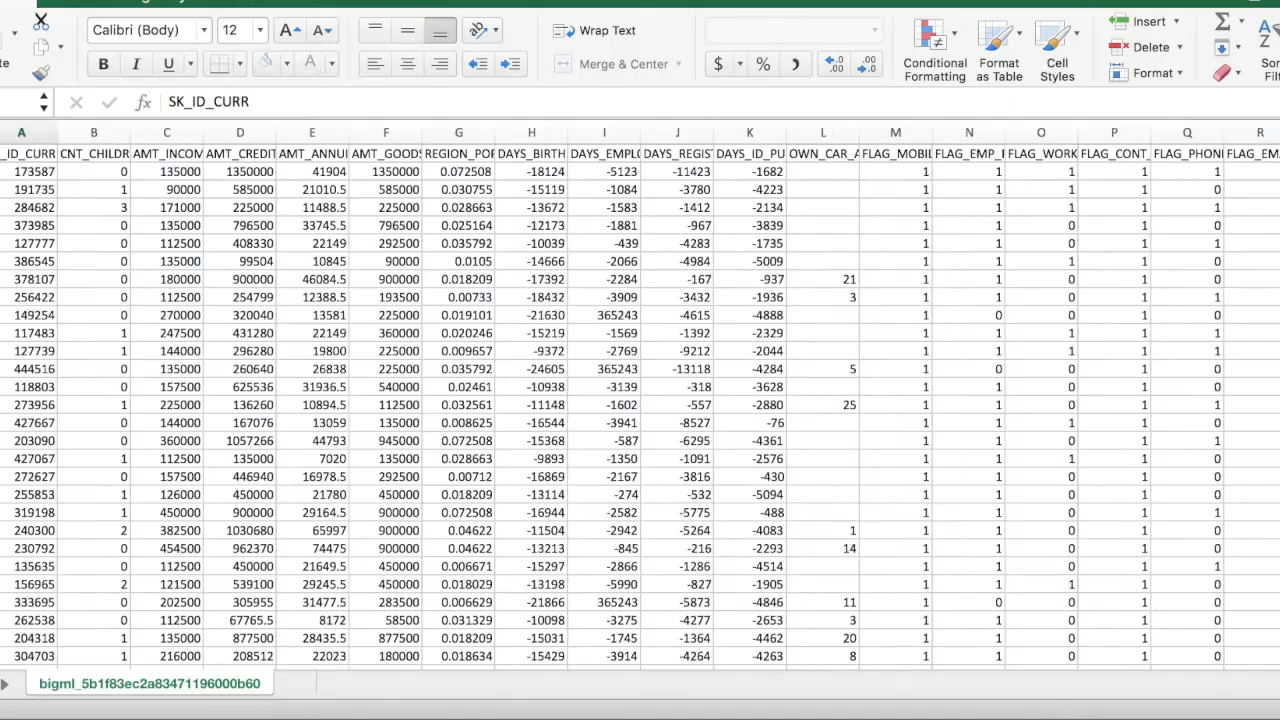 Calibri (Body) 12 A A Wrap Text Insert
B I U Merge & Center $ % Conditional Formatting Format as Table Cell Styles Delete Format
fx SK_ID_CURR
A B C D E F G H I J K L M N O P Q R
_ID_CURR CNT_CHILDR AMT_INCOM AMT_CREDIT AMT_ANNUI AMT_GOODS REGION_POP DAYS_BIRTH DAYS_EMPLO DAYS_REGIST DAYS_ID_PU OWN_CAR_A FLAG_MOBIL FLAG_EMP_ FLAG_WORK FLAG_CONT_ FLAG_PHONE FLAG_EM
173587 0 135000 1350000 41904 1350000 0.072508 -18124 -5123 -11423 -1682 1 1 1 1 1
191735 1 90000 585000 21010.5 585000 0.030755 -15119 -1084 -3780 -4223 1 1 1 1 0
284682 3 171000 225000 11488.5 225000 0.028663 -13672 -1583 -1412 -2134 1 1 1 1 1
373985 0 135000 796500 33745.5 796500 0.025164 -12173 -1881 -967 -3839 1 1 0 1 0
127777 0 112500 408330 22149 292500 0.035792 -10039 -439 -4283 -1735 1 1 0 1 1
386545 0 135000 99504 10845 90000 0.0105 -14666 -2066 -4984 -5009 1 1 0 1 0
378107 0 180000 900000 46084.5 900000 0.018209 -17392 -2284 -167 -937 21 1 1 0 1 0
256422 0 112500 254799 12388.5 193500 0.00733 -18432 -3909 -3432 -1936 3 1 1 0 1 1
149254 0 270000 320040 13581 225000 0.019101 -21630 365243 -4615 -4888 1 0 0 1 0
117483 1 247500 431280 22149 360000 0.020246 -15219 -1569 -1392 -2329 1 1 1 1 1
127739 1 144000 296280 19800 225000 0.009657 -9372 -2769 -9212 -2044 1 1 1 1 1
444516 0 135000 260640 26838 225000 0.035792 -24605 365243 -13118 -4284 5 1 0 0 1 0
118803 0 157500 625536 31936.5 540000 0.02461 -10938 -3139 -318 -3628 1 1 0 1 0
273956 1 225000 136260 10894.5 112500 0.032561 -11148 -1602 -557 -2880 25 1 1 0 1 1
427667 0 144000 167076 13059 135000 0.008625 -16544 -3941 -8527 -76 1 1 1 1 0
203090 0 360000 1057266 44793 945000 0.072508 -15368 -587 -6295 -4361 1 1 0 1 1
427067 1 112500 135000 7020 135000 0.028663 -9893 -1350 -1091 -2576 1 1 1 1 0
272627 0 157500 446940 16978.5 292500 0.00712 -16869 -2167 -3816 -430 1 1 0 1 0
255853 1 126000 450000 21780 450000 0.018209 -13114 -274 -532 -5094 1 1 0 1 0
319198 1 450000 900000 29164.5 900000 0.072508 -16944 -2582 -5775 -488 1 1 0 1 1
240300 2 382500 1030680 65997 900000 0.04622 -11504 -2942 -5264 -4083 1 1 1 0 1 0
230792 0 454500 962370 74475 900000 0.04622 -13213 -845 -216 -2293 14 1 1 0 1 0
135635 0 112500 450000 21649.5 450000 0.006671 -15297 -2866 -1286 -4514 1 1 0 1 1
156965 2 121500 539100 29245.5 450000 0.018029 -13198 -5990 -827 -1905 1 1 1 1 0
333695 0 202500 305955 31477.5 283500 0.006629 -21866 365243 -5873 -4846 11 1 0 0 1 0
262538 0 112500 67765.5 8172 58500 0.031329 -10098 -3275 -4277 -2653 3 1 1 0 1 0
204318 1 135000 877500 28435.5 877500 0.018209 -15031 -1745 -1364 -4462 20 1 1 0 1 0
304703 1 216000 208512 22023 180000 0.018634 -15429 -3914 -4264 -4263 8 1 1 0 1 0
bigml_5b1f83ec2a83471196000b60